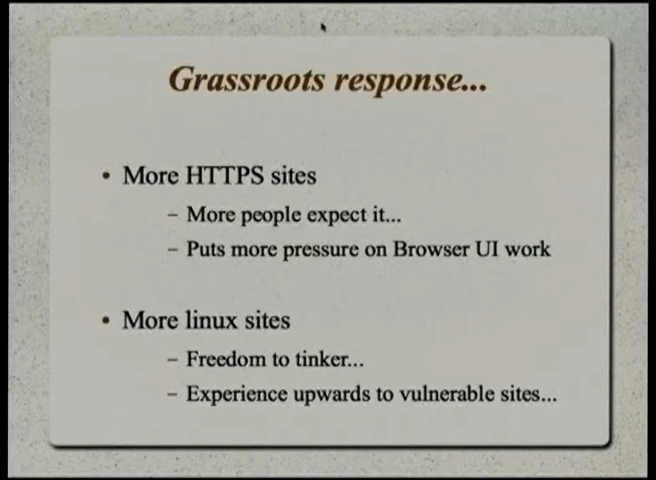 Grassroots response...
• More HTTPS sites
– More people expect it...
– Puts more pressure on Browser UI work
• More linux sites
– Freedom to tinker...
– Experience upwards to vulnerable sites...